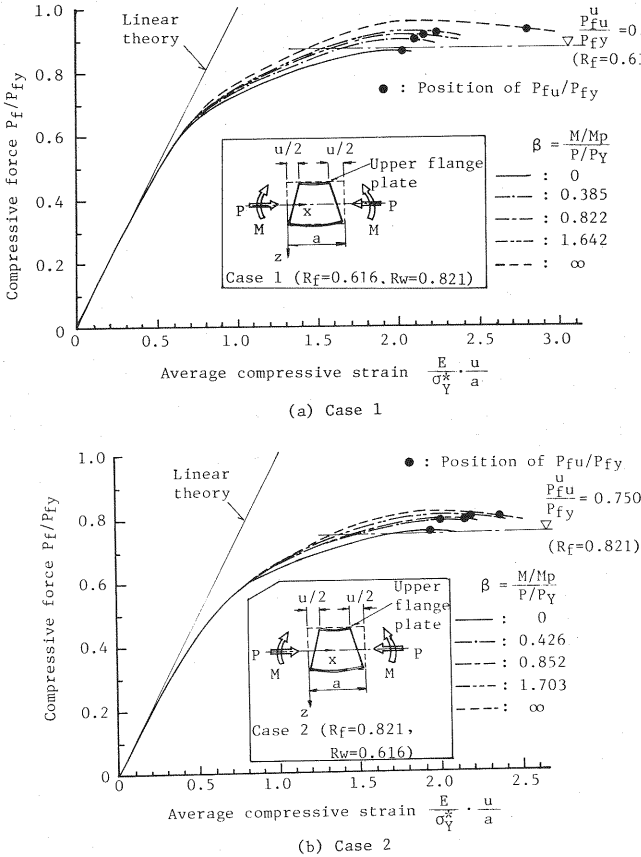 Linear
theory
u
Pfu
Pfy
=0
(Rf=0.61
● : Position of Pfu/Pfy
Compressive force Pf/Pfy
1.0
0.8
0.6
0.4
0.2
0
0.5
1.0
1.5
2.0
2.5
3.0
u/2 u/2
Upper flange
plate
P x P
M M
a
z
Case 1 (Rf=0.616, Rw=0.821)
β = M/Mp
P/PY
: 0
: 0.385
: 0.822
: 1.642
: ∞
Average compressive strain E/σ*Y · u/a
(a) Case 1
Linear
theory
● : Position of Pfu/Pfy
u
Pfu
Pfy
= 0.750
(Rf=0.821)
Compressive force Pf/Pfy
1.0
0.8
0.6
0.4
0.2
0
0.5
1.0
1.5
2.0
2.5
u/2 u/2
Upper
flange
plate
P x P
M M
a
z
Case 2 (Rf=0.821,
Rw=0.616)
β = M/Mp
P/PY
: 0
: 0.426
: 0.852
: 1.703
: ∞
Average compressive strain E/σ*Y · u/a
(b) Case 2